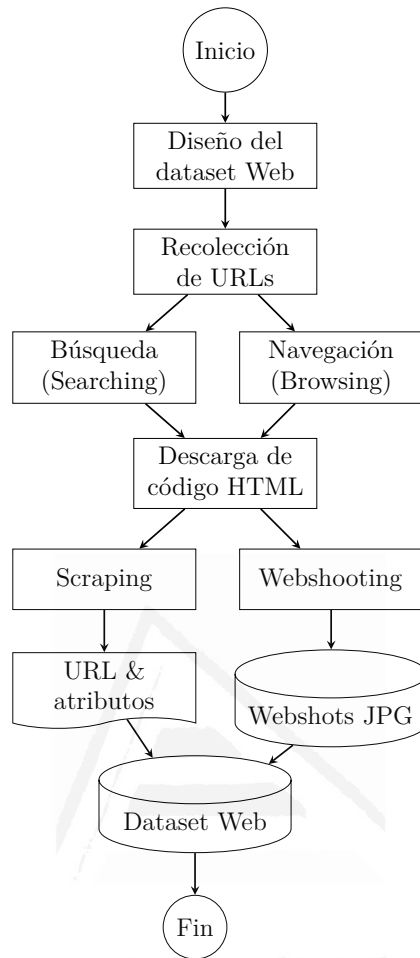 Inicio
Diseño del
dataset Web
Recolección
de URLs
Búsqueda
(Searching)
Navegación
(Browsing)
Descarga de
código HTML
Scraping
Webshooting
URL &
atributos
Webshots JPG
Dataset Web
Fin